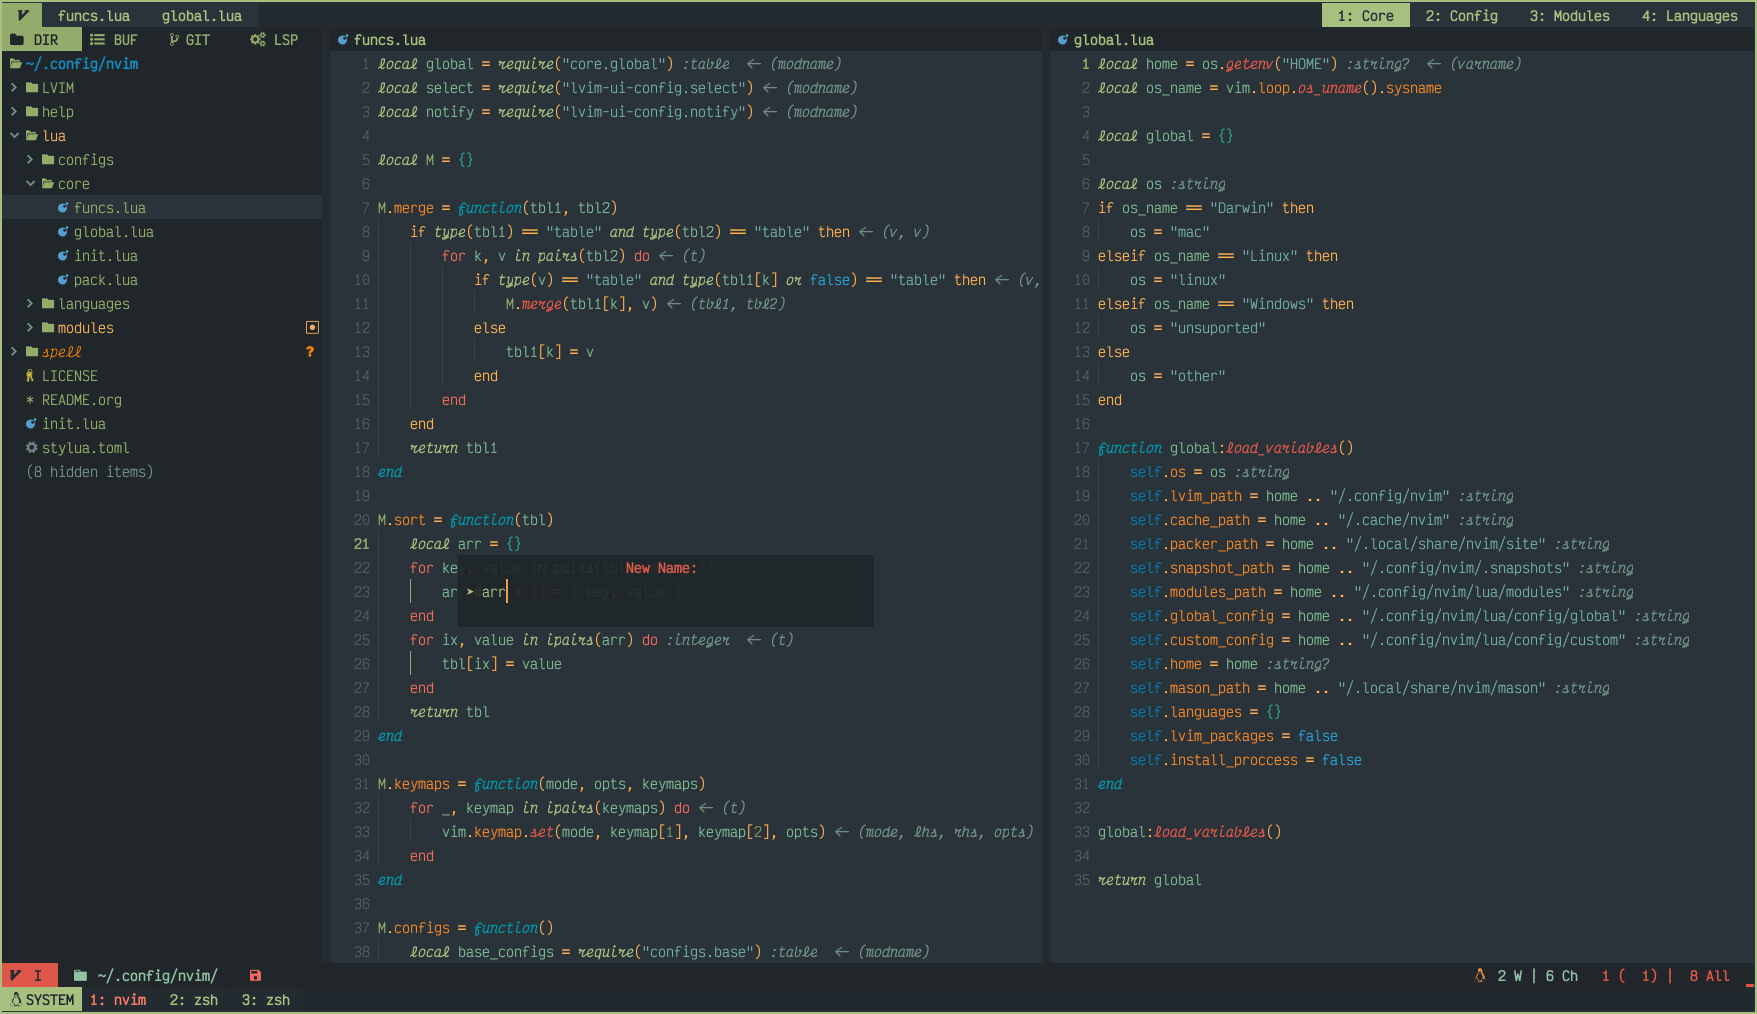 funcs.lua global.lua 1: Core 2: Config 3: Modules 4: Languages
DIR BUF GIT LSP
~/.config/nvim
LVIM
help
lua
configs
core
funcs.lua
global.lua
init.lua
pack.lua
languages
modules
spell ?
LICENSE
* README.org
init.lua
stylua.toml
(8 hidden items)
funcs.lua
1 local global = require("core.global") :table <- (modname)
2 local select = require("lvim-ui-config.select") <- (modname)
3 local notify = require("lvim-ui-config.notify") <- (modname)
4
5 local M = {}
6
7 M.merge = function(tbl1, tbl2)
8 if type(tbl1) == "table" and type(tbl2) == "table" then <- (v, v)
9 for k, v in pairs(tbl2) do <- (t)
10 if type(v) == "table" and type(tbl1[k] or false) == "table" then <- (v,
11 M.merge(tbl1[k], v) <- (tbl1, tbl2)
12 else
13 tbl1[k] = v
14 end
15 end
16 end
17 return tbl1
18 end
19
20 M.sort = function(tbl)
21 local arr = {}
22 for key, value in pairs(tbl t)
New Name:
23 ar ➤ arr + 1] = { key, value }
24 end
25 for ix, value in ipairs(arr) do :integer <- (t)
26 tbl[ix] = value
27 end
28 return tbl
29 end
30
31 M.keymaps = function(mode, opts, keymaps)
32 for _, keymap in ipairs(keymaps) do <- (t)
33 vim.keymap.set(mode, keymap[1], keymap[2], opts) <- (mode, lhs, rhs, opts)
34 end
35 end
36
37 M.configs = function()
38 local base_configs = require("configs.base") :table <- (modname)
global.lua
1 local home = os.getenv("HOME") :string? <- (varname)
2 local os_name = vim.loop.os_uname().sysname
3
4 local global = {}
5
6 local os :string
7 if os_name == "Darwin" then
8 os = "mac"
9 elseif os_name == "Linux" then
10 os = "linux"
11 elseif os_name == "Windows" then
12 os = "unsuported"
13 else
14 os = "other"
15 end
16
17 function global:load_variables()
18 self.os = os :string
19 self.lvim_path = home .. "/.config/nvim" :string
20 self.cache_path = home .. "/.cache/nvim" :string
21 self.packer_path = home .. "/.local/share/nvim/site" :string
22 self.snapshot_path = home .. "/.config/nvim/.snapshots" :string
23 self.modules_path = home .. "/.config/nvim/lua/modules" :string
24 self.global_config = home .. "/.config/nvim/lua/config/global" :string
25 self.custom_config = home .. "/.config/nvim/lua/config/custom" :string
26 self.home = home :string?
27 self.mason_path = home .. "/.local/share/nvim/mason" :string
28 self.languages = {}
29 self.lvim_packages = false
30 self.install_proccess = false
31 end
32
33 global:load_variables()
34
35 return global
I ~/.config/nvim/ 2 W | 6 Ch 1 ( 1) | 8 All
SYSTEM 1: nvim 2: zsh 3: zsh